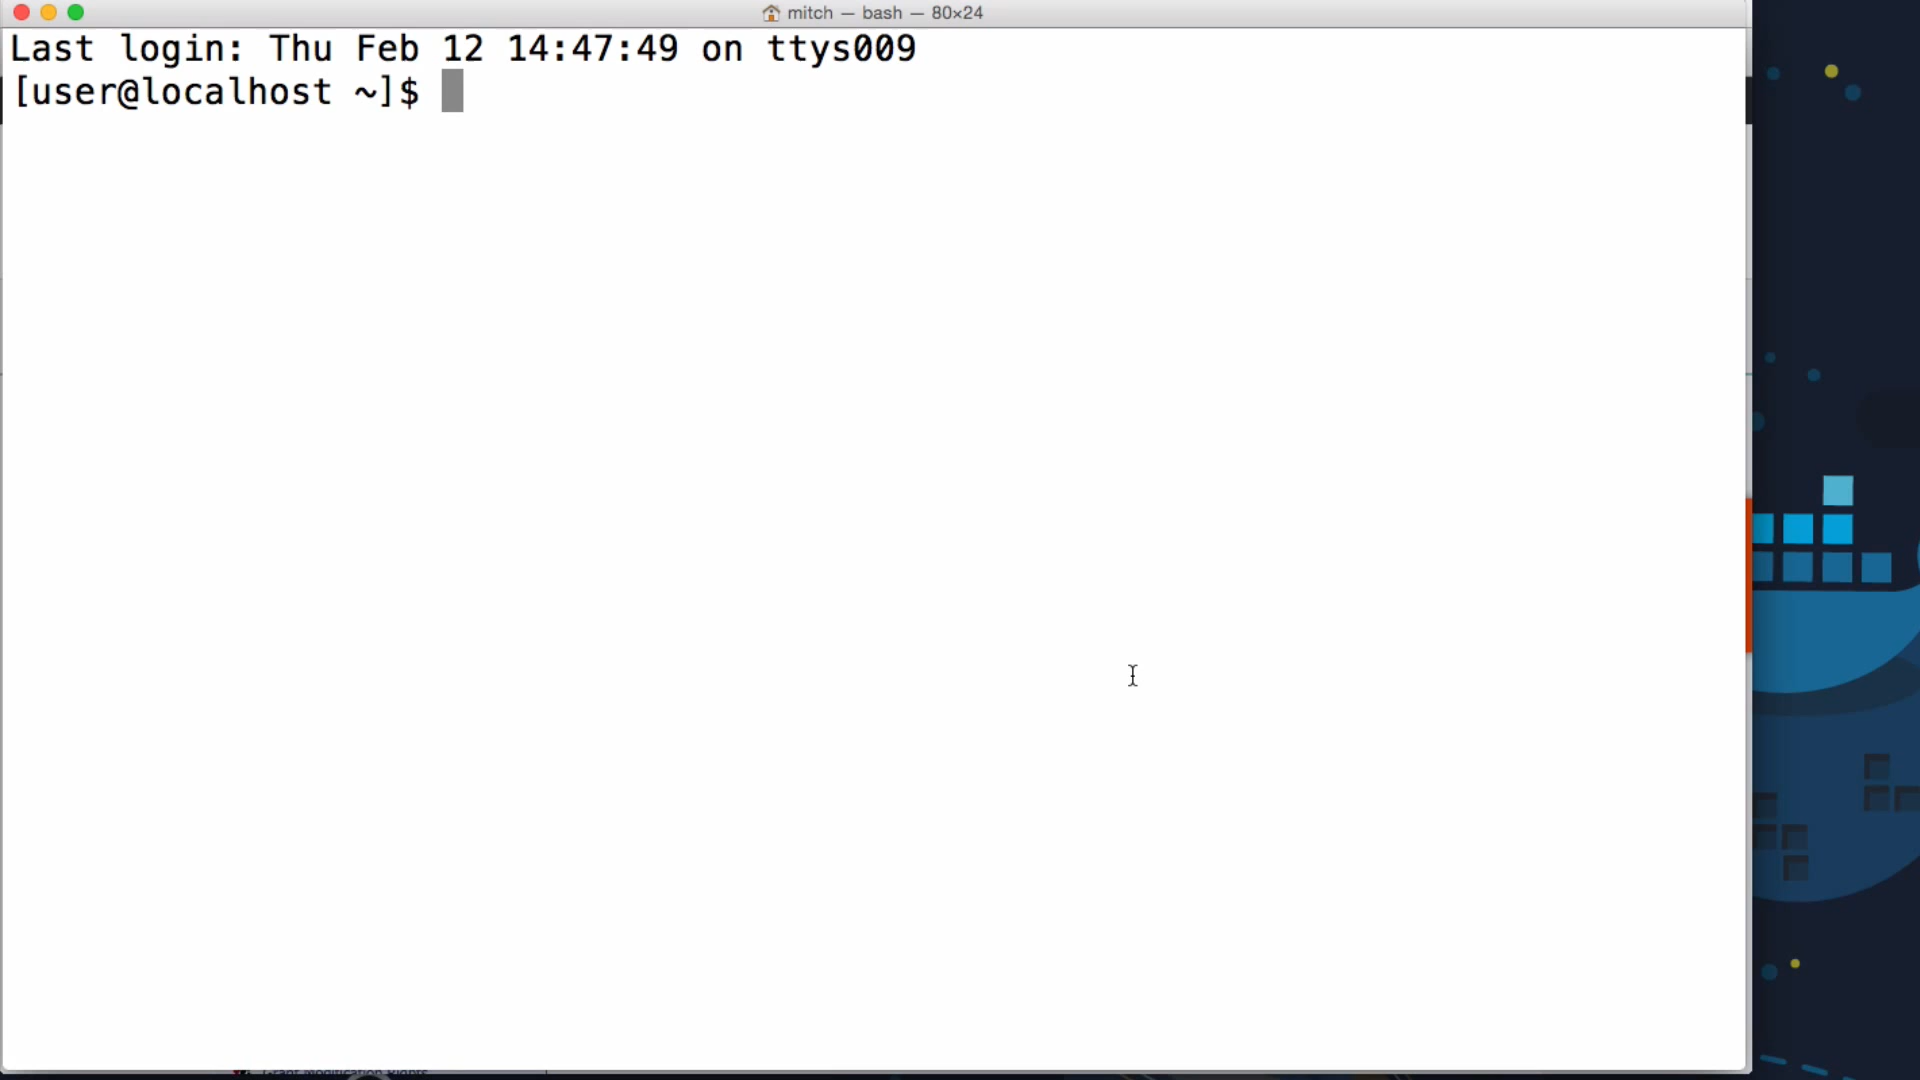 mitch — bash — 80×24
Last login: Thu Feb 12 14:47:49 on ttys009
[user@localhost ~]$